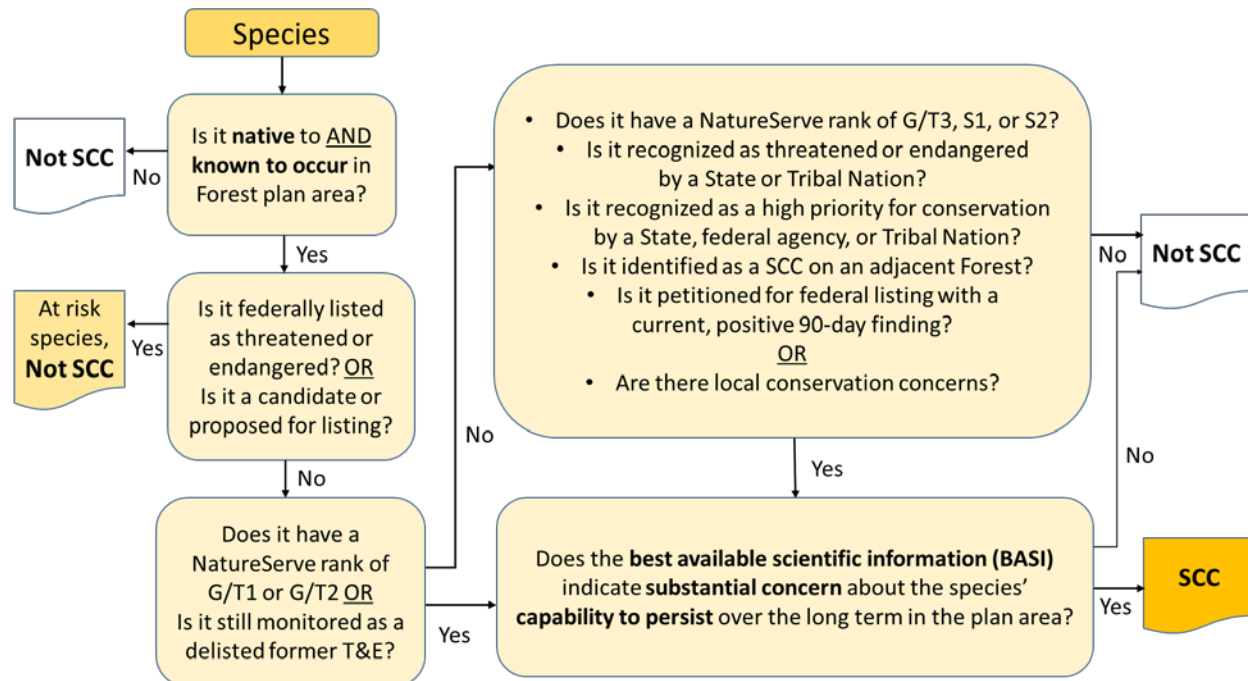 Species
Is it native to AND
known to occur in
Forest plan area?
No
Not SCC
Yes
Is it federally listed
as threatened or
endangered? OR
Is it a candidate or
proposed for listing?
Yes
At risk
species,
Not SCC
No
Does it have a
NatureServe rank of
G/T1 or G/T2 OR
Is it still monitored as a
delisted former T&E?
No
Yes
• Does it have a NatureServe rank of G/T3, S1, or S2?
• Is it recognized as threatened or endangered
by a State or Tribal Nation?
• Is it recognized as a high priority for conservation
by a State, federal agency, or Tribal Nation?
• Is it identified as a SCC on an adjacent Forest?
• Is it petitioned for federal listing with a
current, positive 90-day finding?
OR
• Are there local conservation concerns?
No
Not SCC
Yes
Does the best available scientific information (BASI)
indicate substantial concern about the species’
capability to persist over the long term in the plan area?
No
Yes
SCC